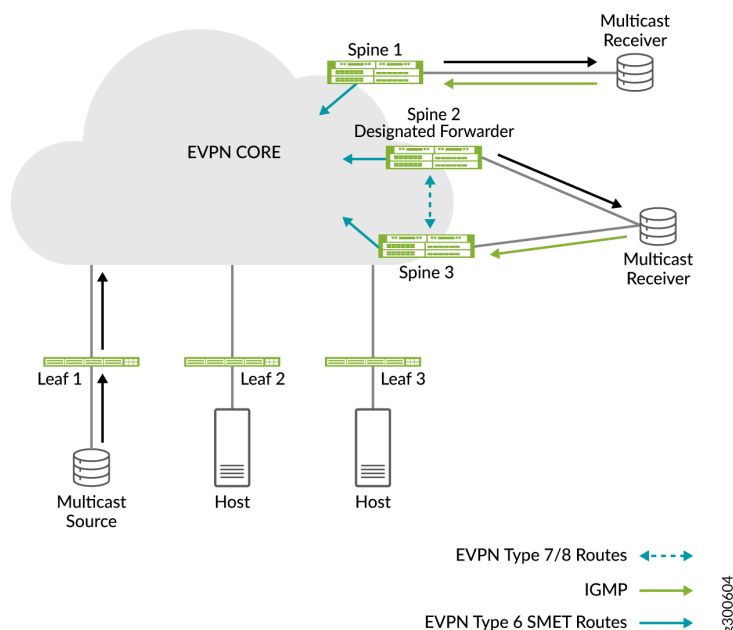 Multicast
Receiver
Spine 1
Spine 2
Designated Forwarder
EVPN CORE
Spine 3
Multicast
Receiver
Leaf 1
Leaf 2
Leaf 3
Multicast
Source
Host
Host
EVPN Type 7/8 Routes
IGMP
EVPN Type 6 SMET Routes